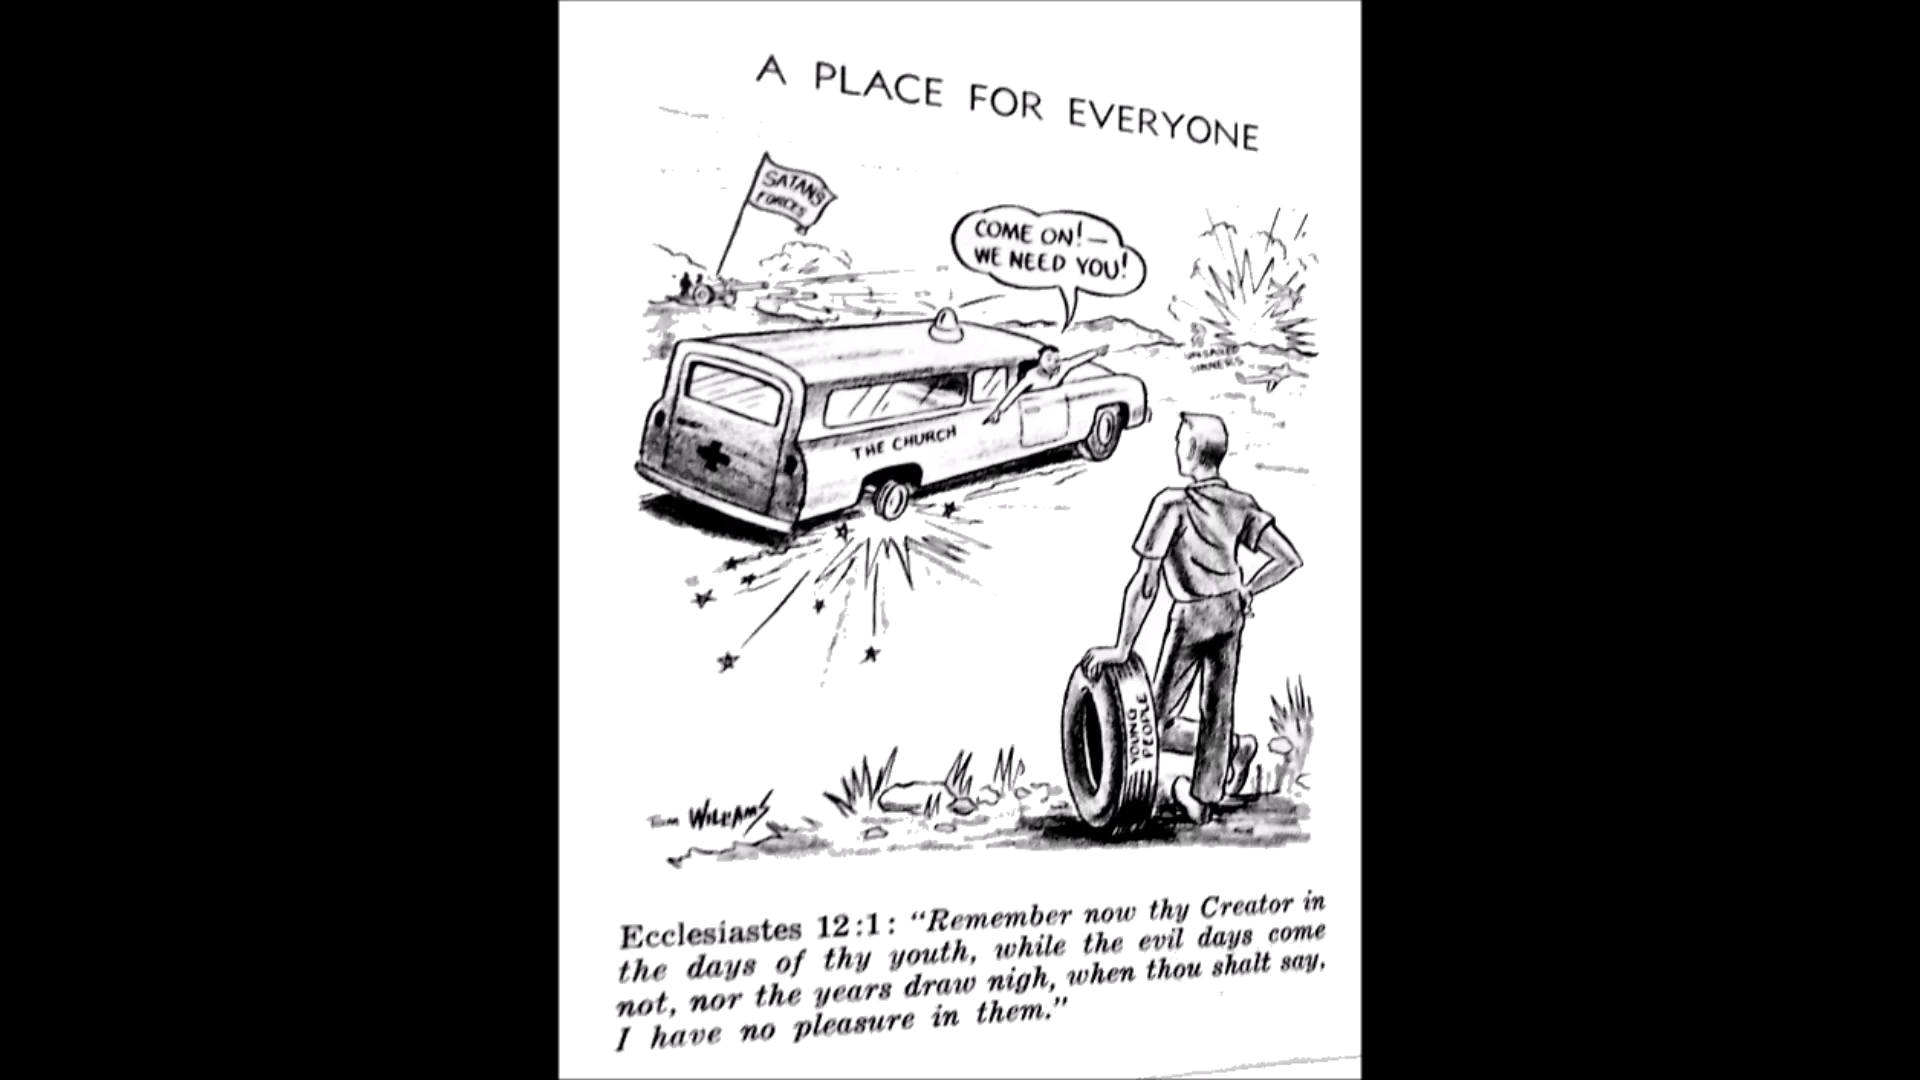 A PLACE FOR EVERYONE
SATAN'S
FORCES
COME ON!—
WE NEED YOU!
UNSAVED
SINNERS
THE CHURCH
YOUNG
PEOPLE
Tom WILLIAMS
Ecclesiastes 12:1: "Remember now thy Creator in
the days of thy youth, while the evil days come
not, nor the years draw nigh, when thou shalt say,
I have no pleasure in them."